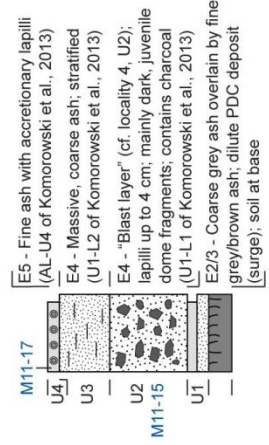 E5 - Fine ash with accretionary lapilli
(AL-U4 of Komorowski et al., 2013)
E4 - Massive, coarse ash; stratified
(U1-L2 of Komorowski et al., 2013)
E4 - “Blast layer” (cf. locality 4, U2);
lapilli up to 4 cm; mainly dark, juvenile
dome fragments; contains charcoal
(U1-L1 of Komorowski et al., 2013)
E2/3 - Coarse grey ash overlain by fine
grey/brown ash; dilute PDC deposit
(surge); soil at base
M11-17
M11-15
U4
U3
U2
U1